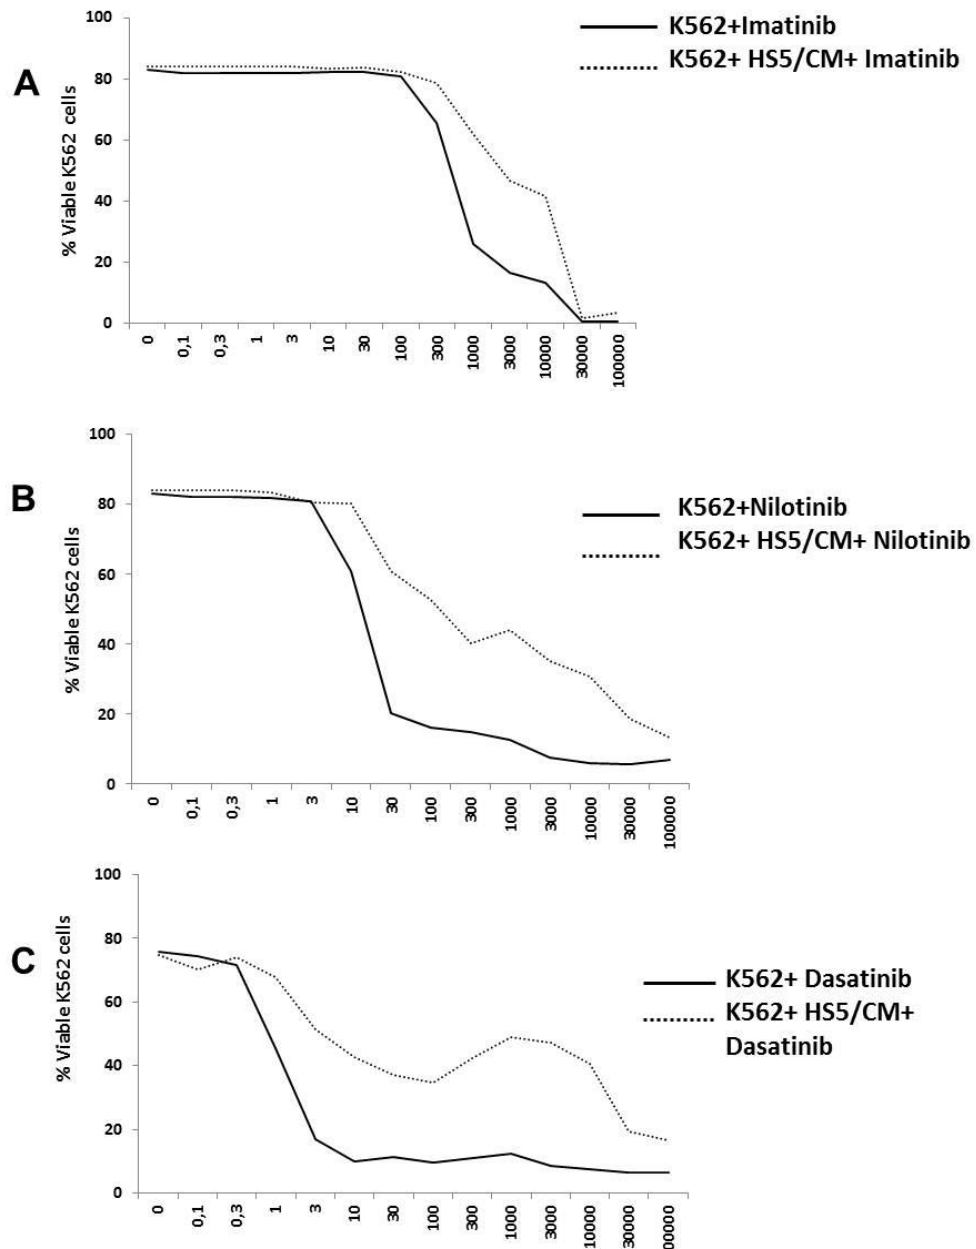 A
% Viable K562 cells
100
80
60
40
20
0
0 0,1 0,3 1 3 10 30 100 300 1000 3000 10000 30000 100000
K562+Imatinib
K562+ HS5/CM+ Imatinib
B
% Viable K562 cells
100
80
60
40
20
0
0 0,1 0,3 1 3 10 30 100 300 1000 3000 10000 30000 100000
K562+Nilotinib
K562+ HS5/CM+ Nilotinib
C
% Viable K562 cells
100
80
60
40
20
0
0 0,1 0,3 1 3 10 30 100 300 1000 3000 10000 30000 00000
K562+ Dasatinib
K562+ HS5/CM+
Dasatinib